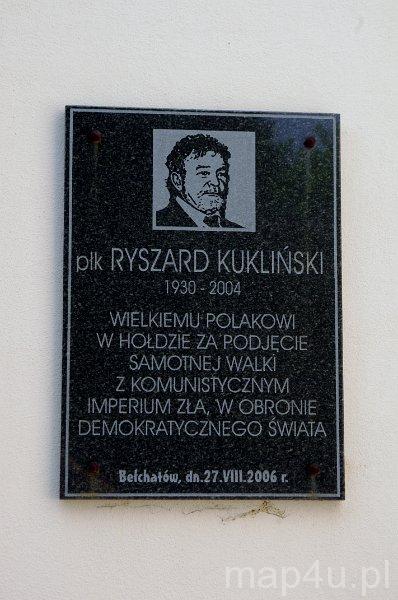 płk RYSZARD KUKLIŃSKI
1930 - 2004
WIELKIEMU POLAKOWI
W HOŁDZIE ZA PODJĘCIE
SAMOTNEJ WALKI
Z KOMUNISTYCZNYM
IMPERIUM ZŁA, W OBRONIE
DEMOKRATYCZNEGO ŚWIATA
Bełchatów, dn.27.VIII.2006 r.
map4u.pl